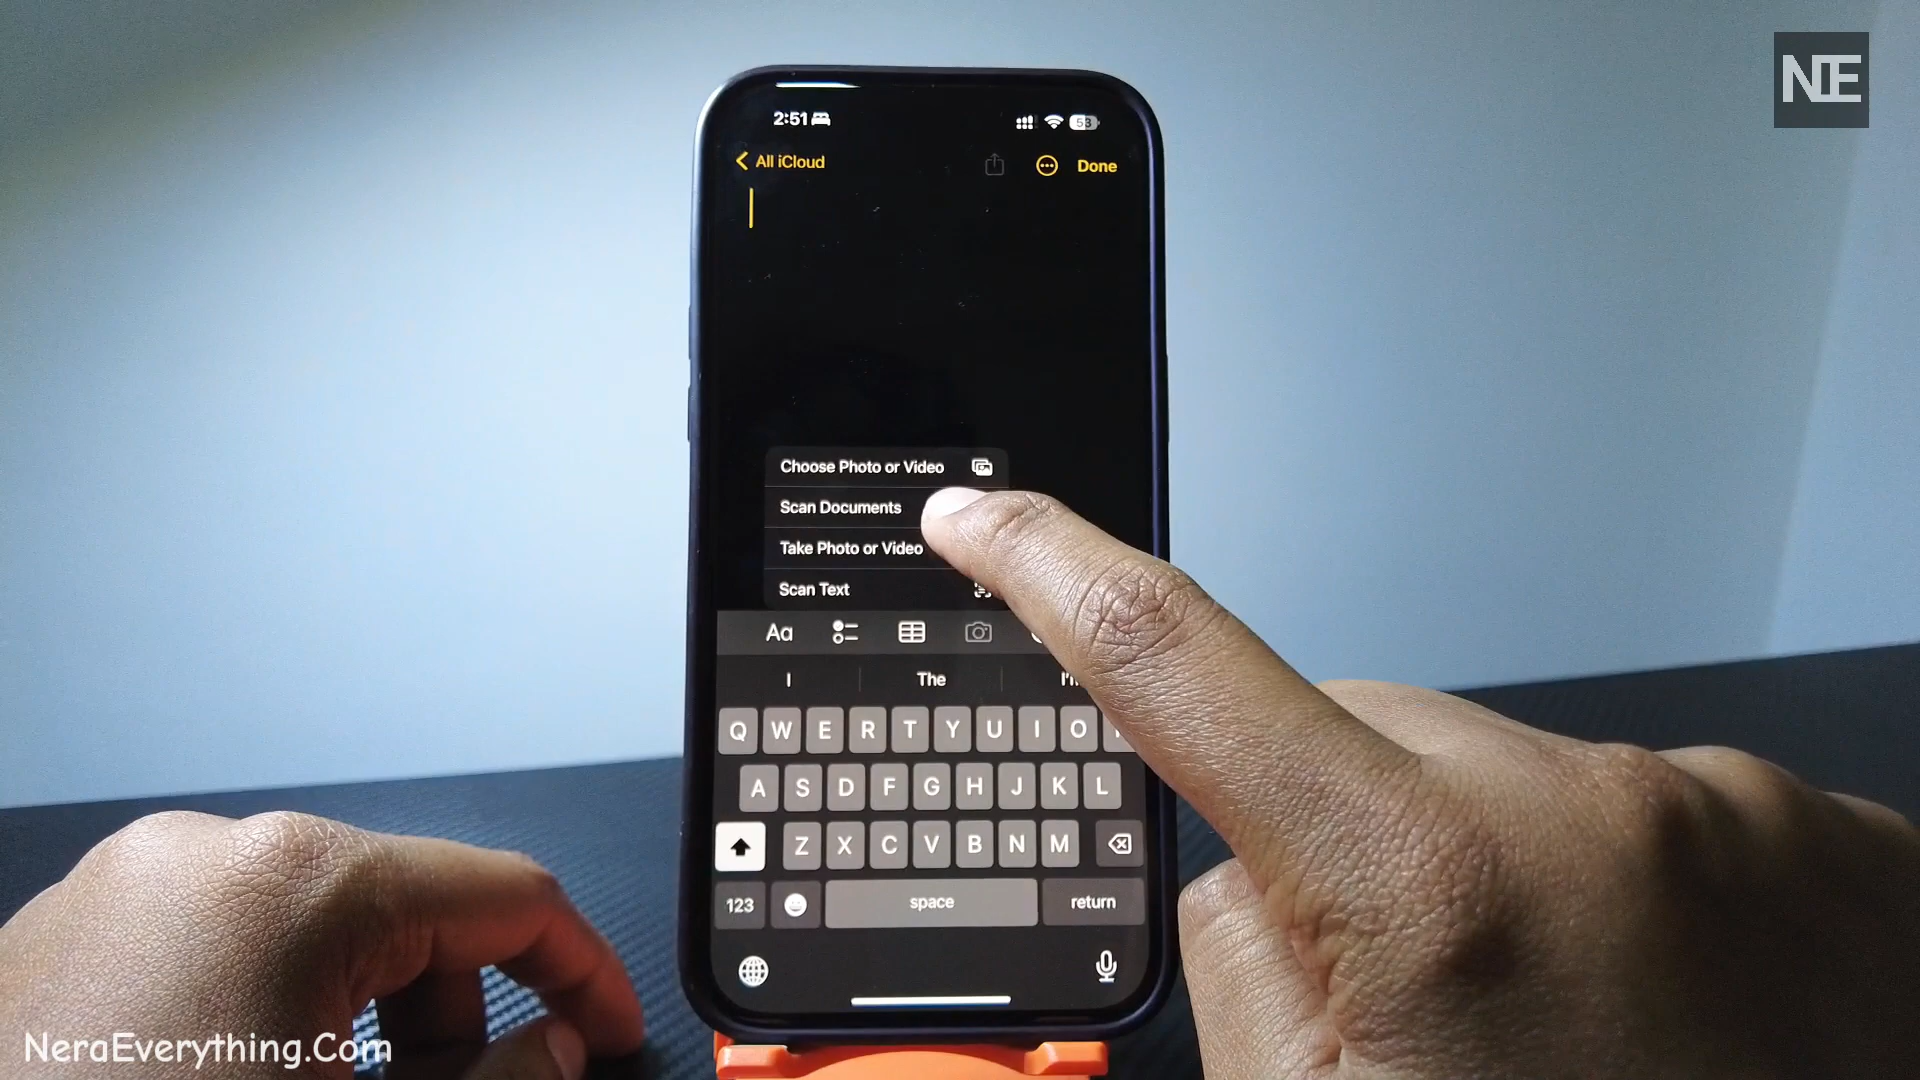 NE
2:51
53
All iCloud
Done
Choose Photo or Video
Scan Documents
Take Photo or Video
Scan Text
Aa
I The I'm
Q W E R T Y U I O
A S D F G H J K L
Z X C V B N M
123 space return
NeraEverything.Com